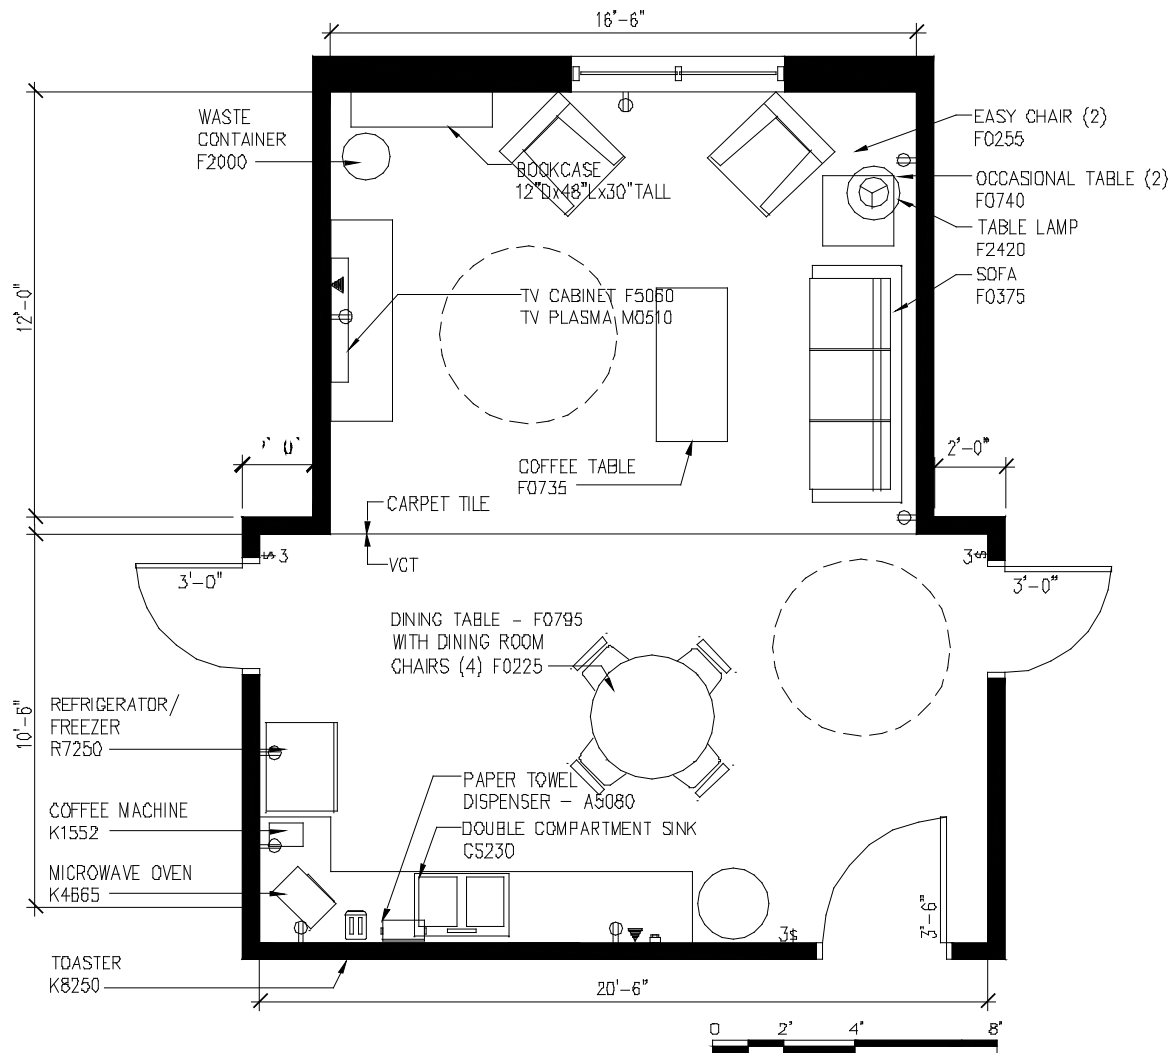 16'-6"
WASTE
CONTAINER
F2000
EASY CHAIR (2)
F0255
BOOKCASE
12"Dx48"Lx30"TALL
OCCASIONAL TABLE (2)
F0740
TABLE LAMP
F2420
SOFA
F0375
12'-0"
TV CABINET F5060
TV PLASMA M0510
2'-0"
COFFEE TABLE
F0735
CARPET TILE
VCT
3
3
3'-0"
3'-0"
DINING TABLE - F0795
WITH DINING ROOM
CHAIRS (4) F0225
REFRIGERATOR/
FREEZER
R7250
10'-6"
PAPER TOWEL
DISPENSER - A5080
COFFEE MACHINE
K1552
DOUBLE COMPARTMENT SINK
CS230
MICROWAVE OVEN
K4665
3'-6"
3
TOASTER
K8250
20'-6"
0 2' 4' 8'